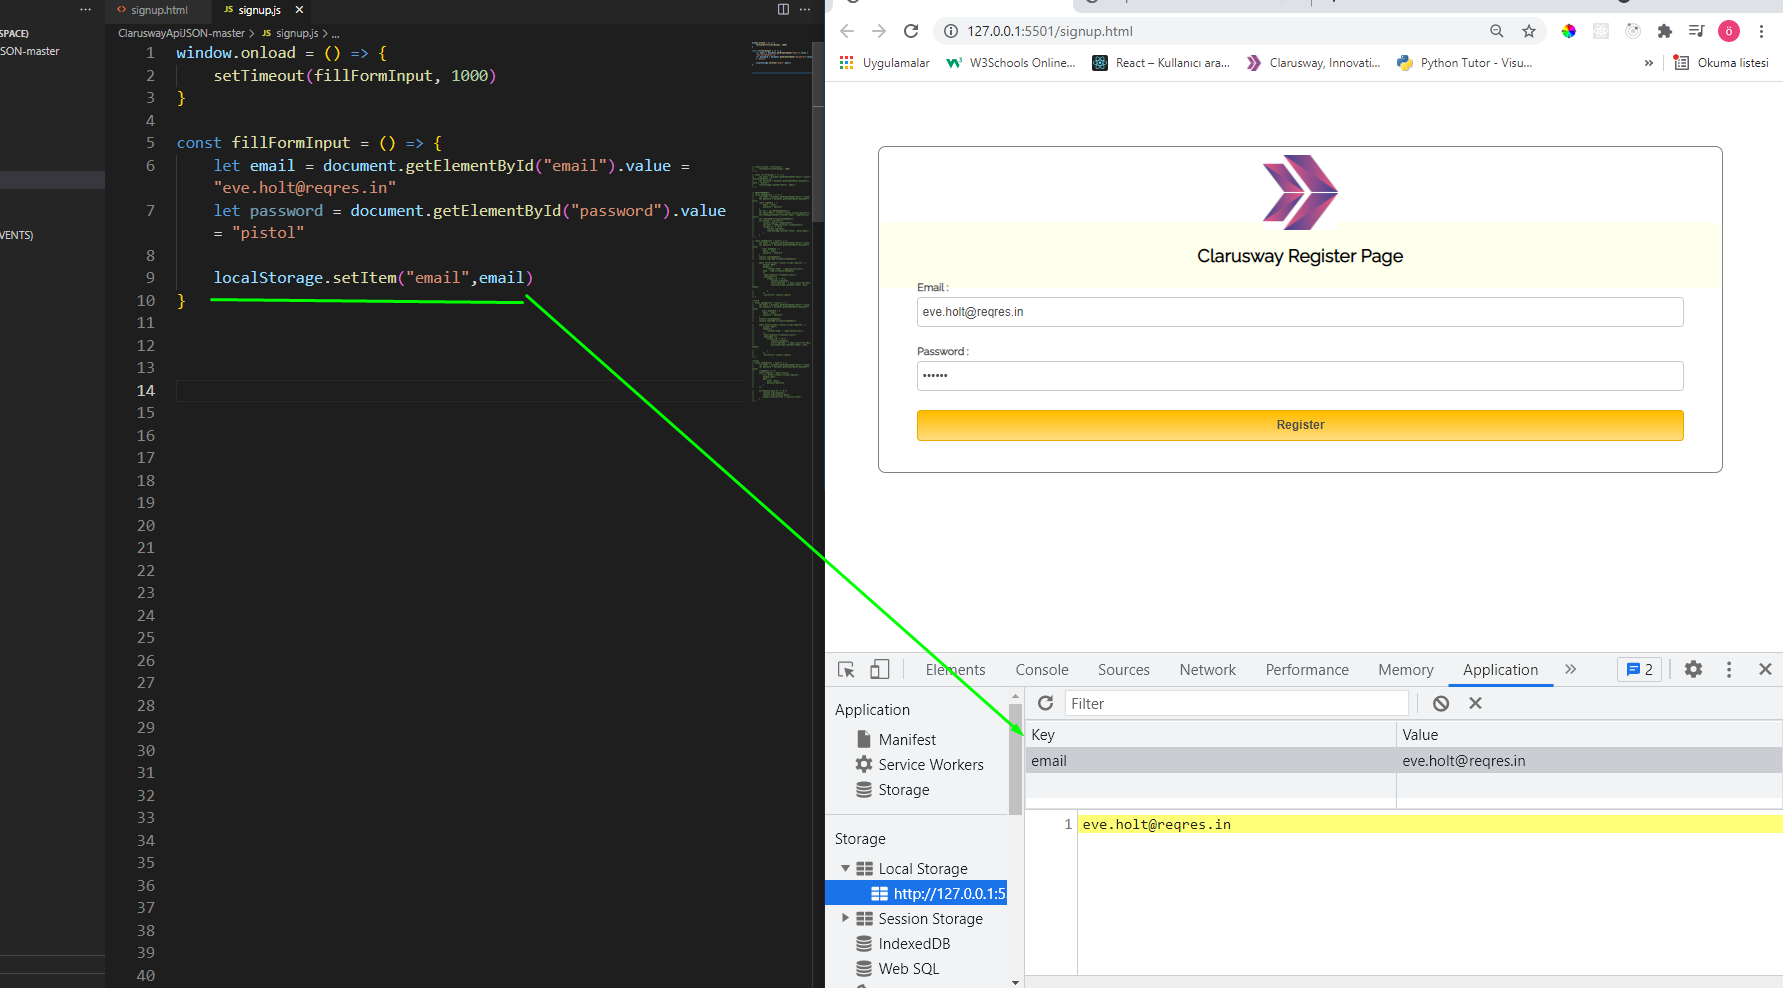 SPACE)
SON-master
VENTS)
signup.html
JS signup.js
ClaruswayApiJSON-master > JS signup.js > ...
1 window.onload = () => {
2 setTimeout(fillFormInput, 1000)
3 }
4
5 const fillFormInput = () => {
6 let email = document.getElementById("email").value =
"eve.holt@reqres.in"
7 let password = document.getElementById("password").value
= "pistol"
8
9 localStorage.setItem("email",email)
10 }
11
12
13
14
15
16
17
18
19
20
21
22
23
24
25
26
27
28
29
30
31
32
33
34
35
36
37
38
39
40
127.0.0.1:5501/signup.html
ö
Uygulamalar
W3Schools Online...
React – Kullanıcı ara...
Clarusway, Innovati...
Python Tutor - Visu...
»
Okuma listesi
Clarusway Register Page
Email :
eve.holt@reqres.in
Password :
••••••
Register
Elements Console Sources Network Performance Memory Application » 2
Application
Manifest
Service Workers
Storage
Storage
Local Storage
http://127.0.0.1:5
Session Storage
IndexedDB
Web SQL
Filter
Key Value
email eve.holt@reqres.in
1 eve.holt@reqres.in